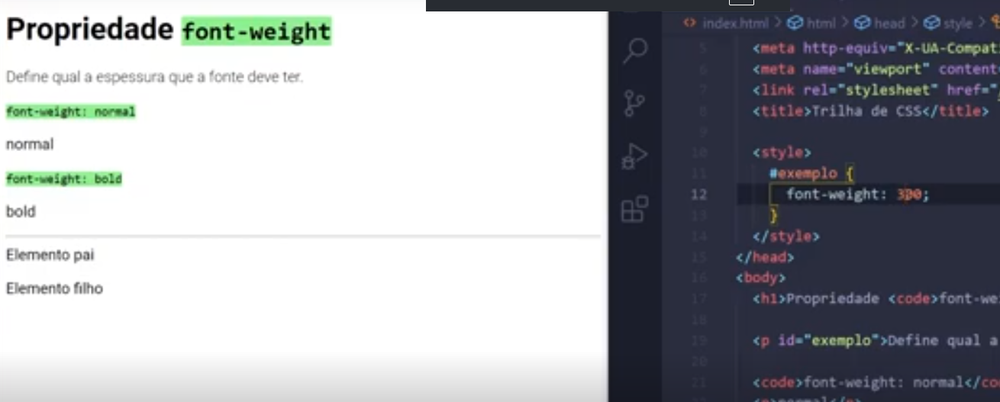 Propriedade font-weight
Define qual a espessura que a fonte deve ter.
font-weight: normal
normal
font-weight: bold
bold
Elemento pai
Elemento filho
index.html > html > head > style >
5 <meta http-equiv="X-UA-Compati
6 <meta name="viewport" content
7 <link rel="stylesheet" href="
8 <title>Trilha de CSS</title>
9
10 <style>
11 #exemplo {
12 font-weight: 300;
13 }
14 </style>
15 </head>
16 <body>
17 <h1>Propriedade <code>font-we
18
19 <p id="exemplo">Define qual a
20
21 <code>font-weight: normal</co
<p>normal</p>